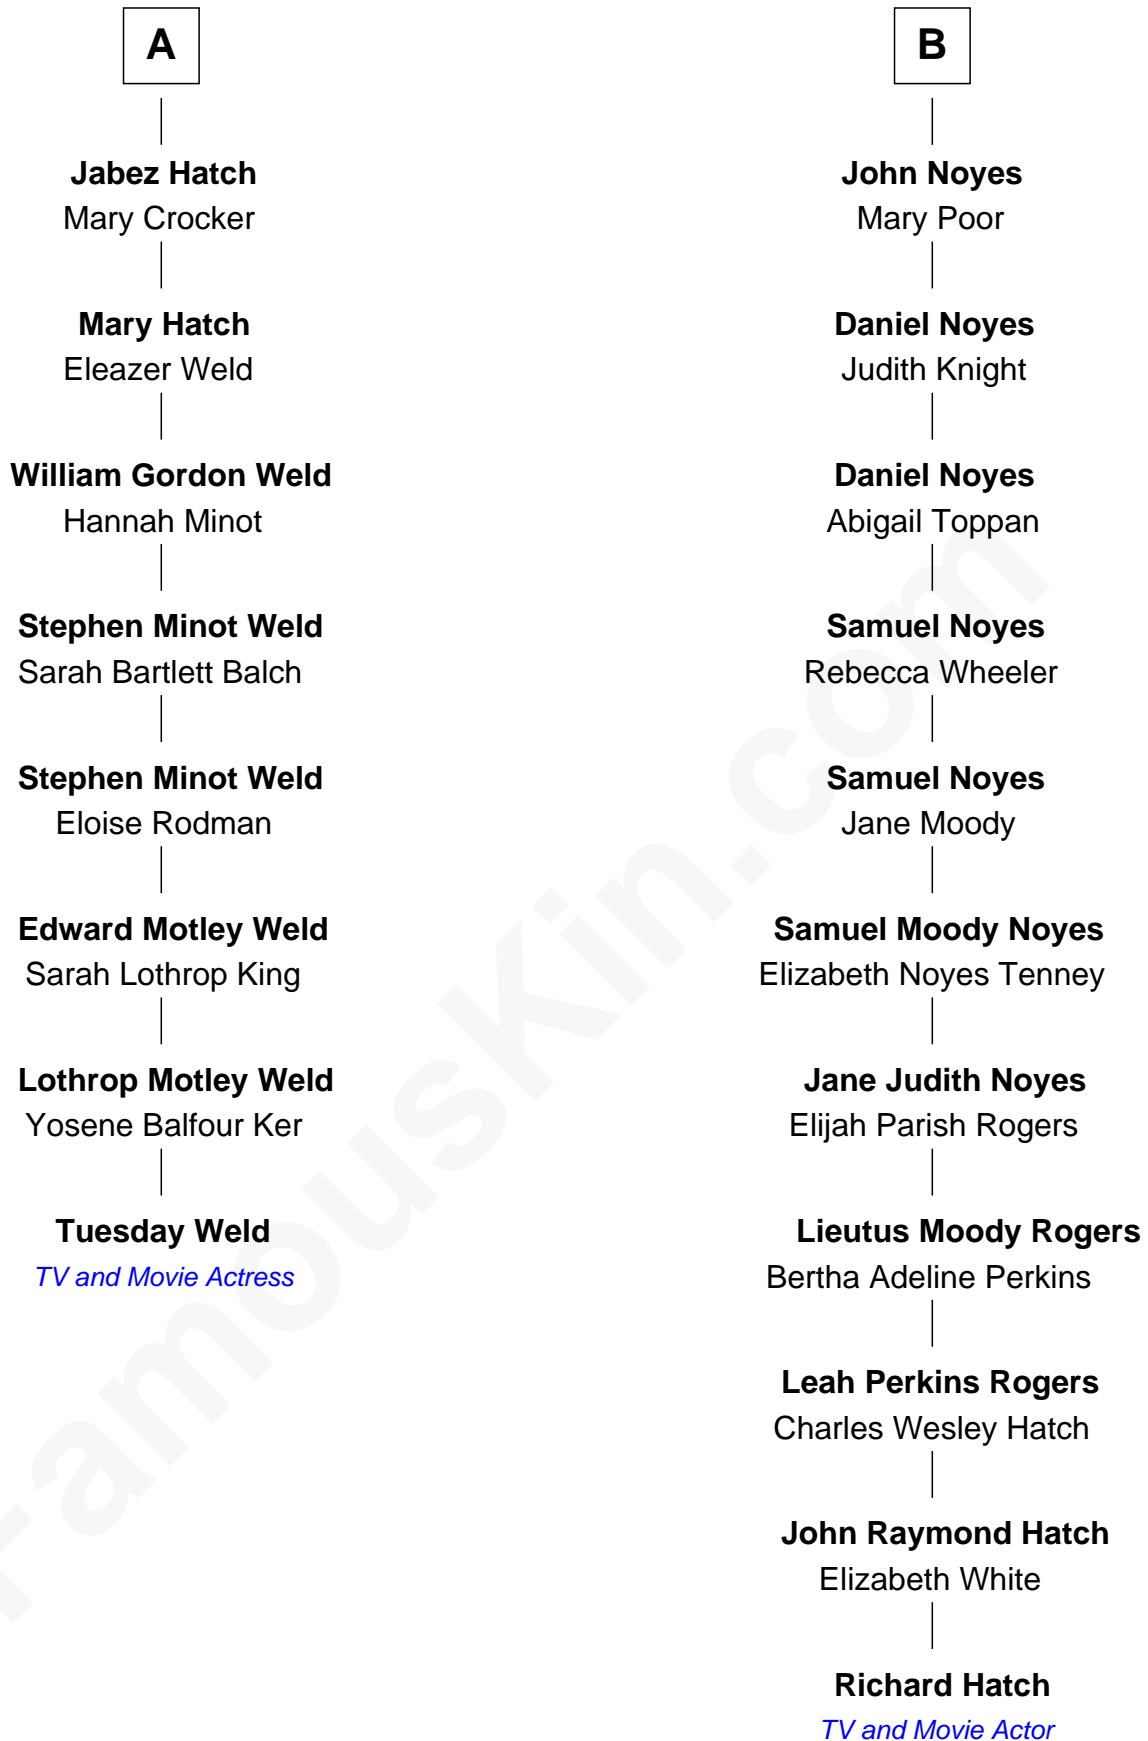 A
Jabez Hatch
Mary Crocker
Mary Hatch
Eleazer Weld
William Gordon Weld
Hannah Minot
Stephen Minot Weld
Sarah Bartlett Balch
Stephen Minot Weld
Eloise Rodman
Edward Motley Weld
Sarah Lothrop King
Lothrop Motley Weld
Yosene Balfour Ker
Tuesday Weld
TV and Movie Actress
B
John Noyes
Mary Poor
Daniel Noyes
Judith Knight
Daniel Noyes
Abigail Toppan
Samuel Noyes
Rebecca Wheeler
Samuel Noyes
Jane Moody
Samuel Moody Noyes
Elizabeth Noyes Tenney
Jane Judith Noyes
Elijah Parish Rogers
Lieutus Moody Rogers
Bertha Adeline Perkins
Leah Perkins Rogers
Charles Wesley Hatch
John Raymond Hatch
Elizabeth White
Richard Hatch
TV and Movie Actor
FamousKin.com